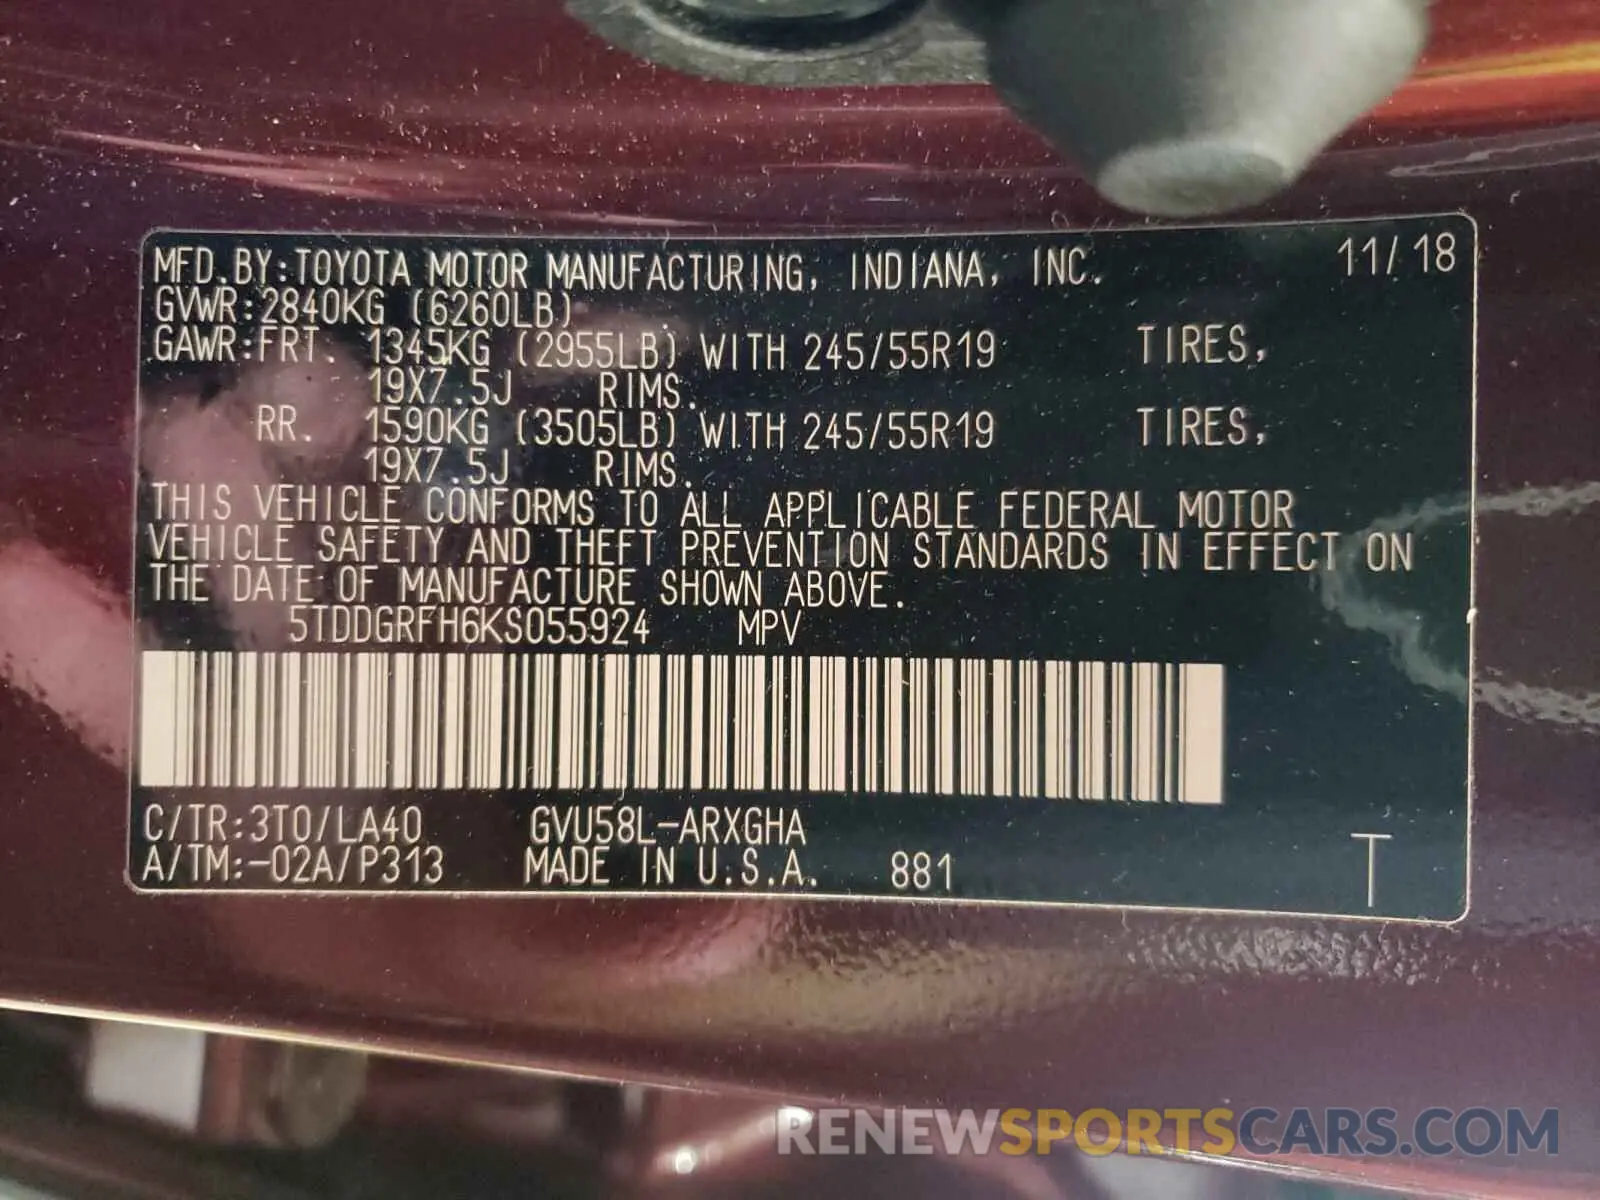 MFD.BY:TOYOTA MOTOR MANUFACTURING, INDIANA, INC. 11/18
GVWR:2840KG (6260LB)
GAWR:FRT. 1345KG (2955LB) WITH 245/55R19 TIRES,
19X7.5J RIMS.
RR. 1590KG (3505LB) WITH 245/55R19 TIRES,
19X7.5J RIMS.
THIS VEHICLE CONFORMS TO ALL APPLICABLE FEDERAL MOTOR
VEHICLE SAFETY AND THEFT PREVENTION STANDARDS IN EFFECT ON
THE DATE OF MANUFACTURE SHOWN ABOVE.
5TDDGRFH6KS055924 MPV
C/TR:3T0/LA40 GVU58L-ARXGHA
A/TM:-02A/P313 MADE IN U.S.A. 881 T
RENEWSPORTSCARS.COM